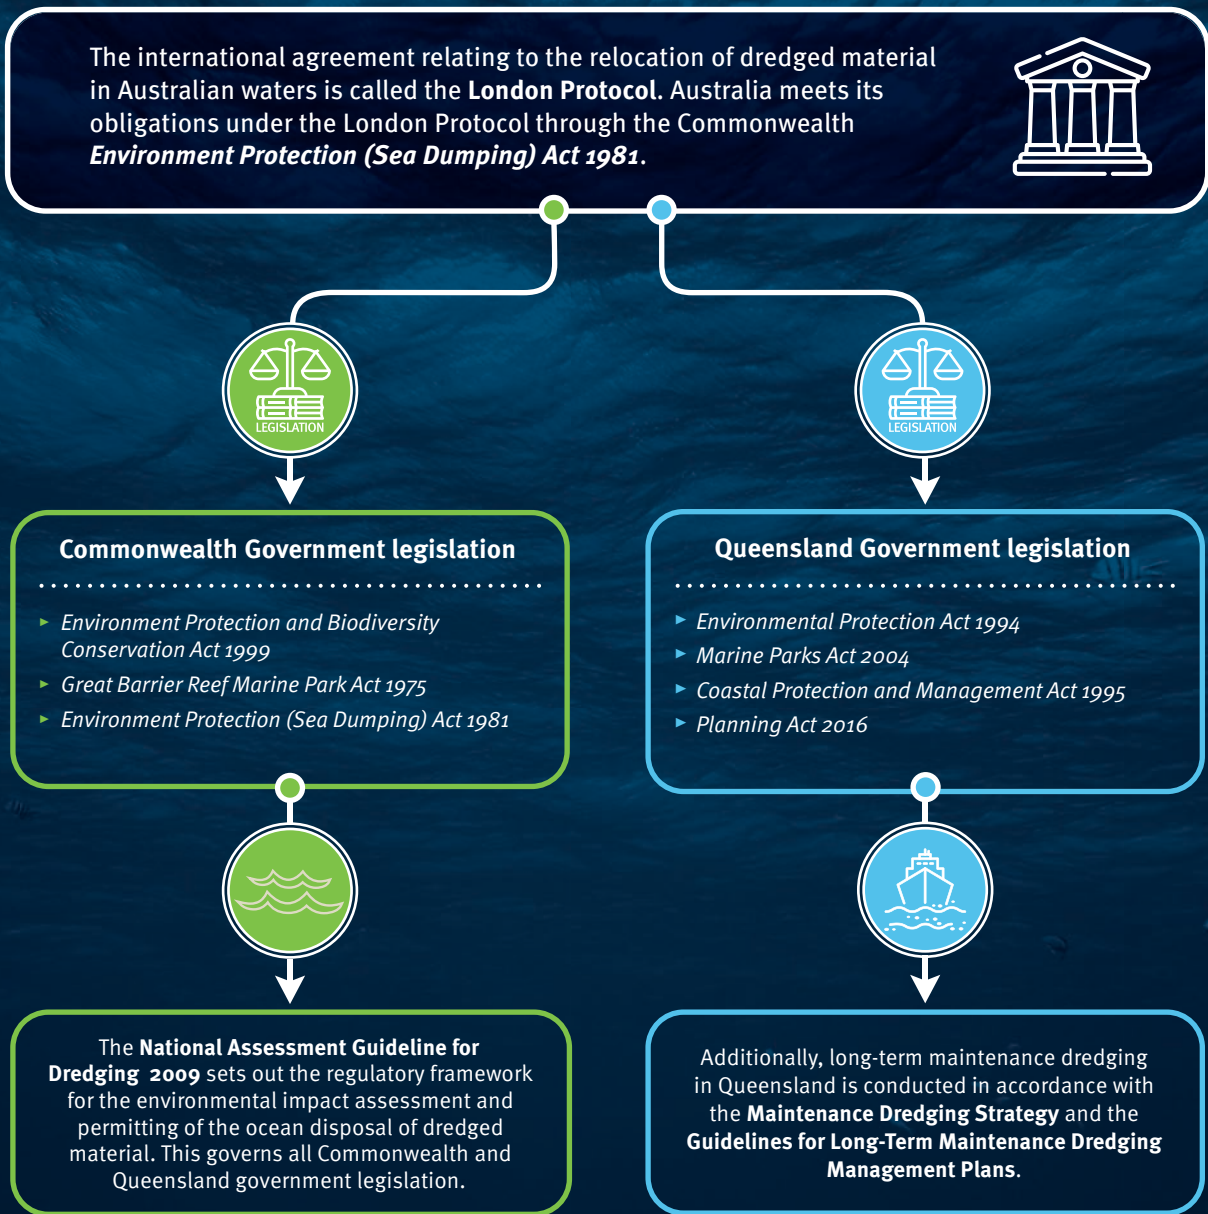 The international agreement relating to the relocation of dredged material
in Australian waters is called the London Protocol. Australia meets its
obligations under the London Protocol through the Commonwealth
Environment Protection (Sea Dumping) Act 1981.
LEGISLATION
LEGISLATION
Commonwealth Government legislation
► Environment Protection and Biodiversity
Conservation Act 1999
► Great Barrier Reef Marine Park Act 1975
► Environment Protection (Sea Dumping) Act 1981
Queensland Government legislation
► Environmental Protection Act 1994
► Marine Parks Act 2004
► Coastal Protection and Management Act 1995
► Planning Act 2016
The National Assessment Guideline for
Dredging 2009 sets out the regulatory framework
for the environmental impact assessment and
permitting of the ocean disposal of dredged
material. This governs all Commonwealth and
Queensland government legislation.
Additionally, long-term maintenance dredging
in Queensland is conducted in accordance with
the Maintenance Dredging Strategy and the
Guidelines for Long-Term Maintenance Dredging
Management Plans.